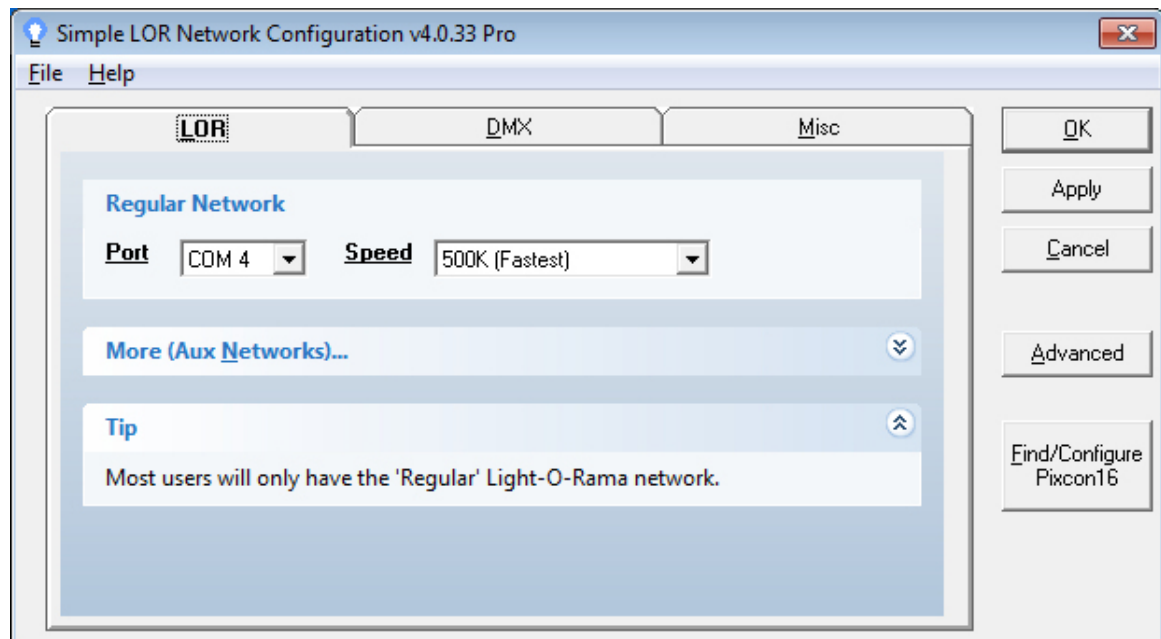 Simple LOR Network Configuration v4.0.33 Pro
File Help
LOR DMX Misc
OK
Apply
Cancel
Advanced
Find/Configure
Pixcon16
Regular Network
Port COM 4 Speed 500K (Fastest)
More (Aux Networks)...
Tip
Most users will only have the 'Regular' Light-O-Rama network.